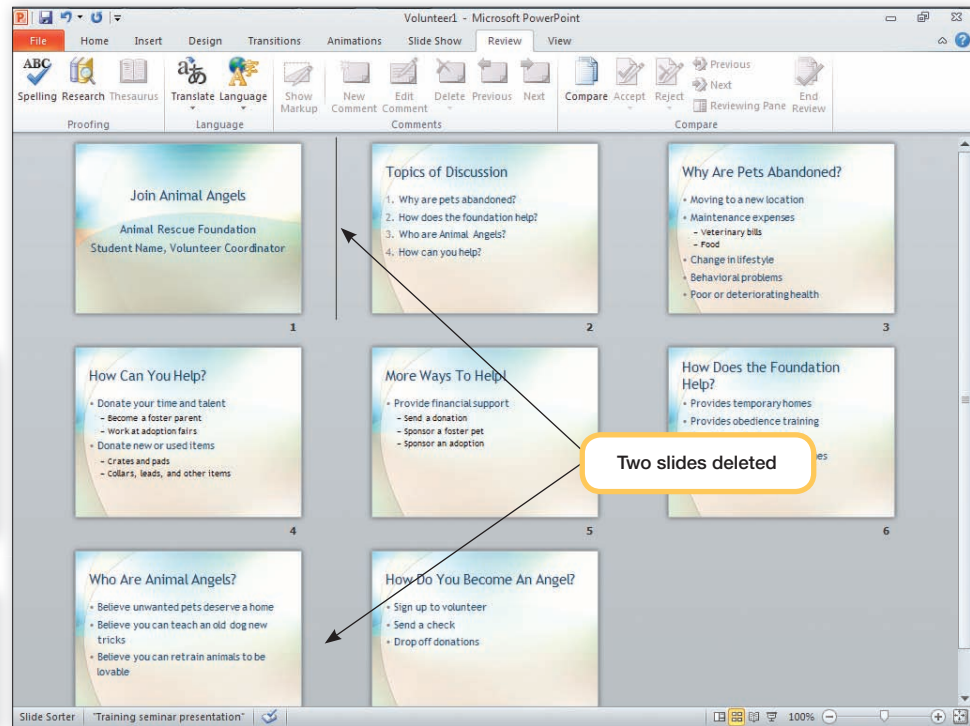 Volunteer1 - Microsoft PowerPoint
File Home Insert Design Transitions Animations Slide Show Review View
ABC
Spelling Research Thesaurus
Proofing
Translate Language
Language
Show Markup
New Comment
Edit Comment
Delete Previous Next
Comments
Compare Accept Reject
Previous
Next
Reviewing Pane
End Review
Compare
Join Animal Angels
Animal Rescue Foundation
Student Name, Volunteer Coordinator
1
Topics of Discussion
1. Why are pets abandoned?
2. How does the foundation help?
3. Who are Animal Angels?
4. How can you help?
2
Why Are Pets Abandoned?
• Moving to a new location
• Maintenance expenses
– Veterinary bills
– Food
• Change in lifestyle
• Behavioral problems
• Poor or deteriorating health
3
How Can You Help?
• Donate your time and talent
– Become a foster parent
– Work at adoption fairs
• Donate new or used items
– Crates and pads
– Collars, leads, and other items
4
More Ways To Help!
• Provide financial support
– Send a donation
– Sponsor a foster pet
– Sponsor an adoption
5
How Does the Foundation
Help?
• Provides temporary homes
• Provides obedience training
6
Two slides deleted
Who Are Animal Angels?
• Believe unwanted pets deserve a home
• Believe you can teach an old dog new
tricks
• Believe you can retrain animals to be
lovable
How Do You Become An Angel?
• Sign up to volunteer
• Send a check
• Drop off donations
Slide Sorter "Training seminar presentation" 100%